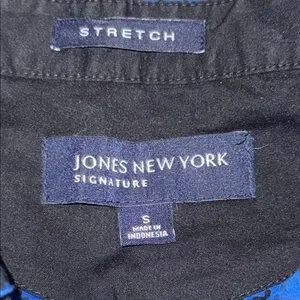 STRETCH
JONES NEW YORK
SIGNATURE
S
MADE IN
INDONESIA